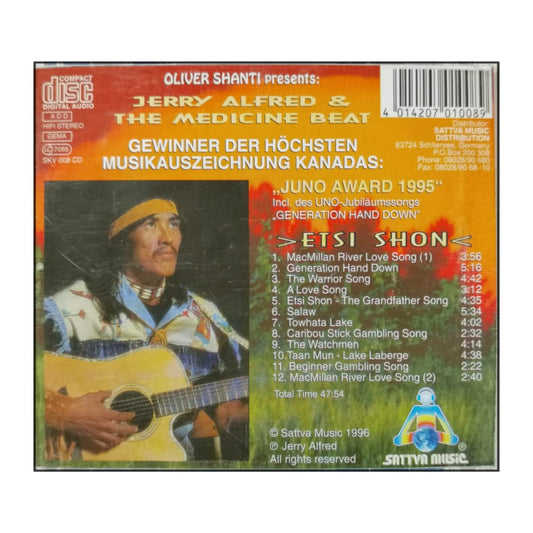 COMPACT
disc
DIGITAL AUDIO
A D D
HIFI STEREO
GEMA
LC 7088
SKV 008 CD
OLIVER SHANTI presents:
JERRY ALFRED &
THE MEDICINE BEAT
GEWINNER DER HÖCHSTEN
MUSIKAUSZEICHNUNG KANADAS:
„JUNO AWARD 1995“
Incl. des UNO-Jubiläumssongs
„GENERATION HAND DOWN”
4 014207 010089
Distributor:
SATTVA MUSIC
DISTRIBUTION
83724 Schliersee, Germany
P.O.Box 200 308
Phone: 08028/90 680
Fax: 08028/90 68-10
>ETSI SHON<
1. MacMillan River Love Song (1) 3:56
2. Generation Hand Down 5:16
3. The Warrior Song 4:42
4. A Love Song 3:12
5. Etsi Shon - The Grandfather Song 4:35
6. Salaw 5:34
7. Towhata Lake 4:02
8. Caribou Stick Gambling Song 2:32
9. The Watchmen 4:14
10. Taan Mun - Lake Laberge 4:38
11. Beginner Gambling Song 2:22
12. MacMillan River Love Song (2) 2:40
Total Time 47:54
© Sattva Music 1996
℗ Jerry Alfred
All rights reserved
SATTVA MUSIC
®